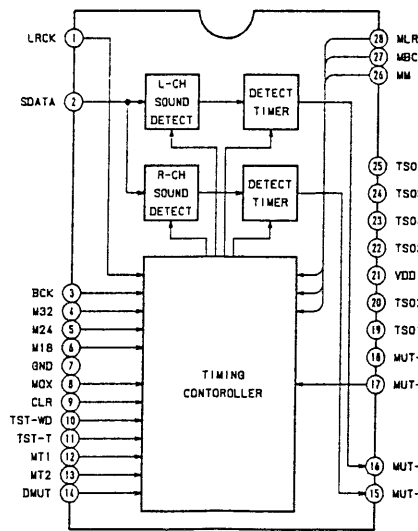 LRCK 1
SDATA 2
L-CH
SOUND
DETECT
DETECT
TIMER
R-CH
SOUND
DETECT
DETECT
TIMER
BCK 3
M32 4
M24 5
M18 6
GND 7
MOX 8
CLR 9
TST-WD 10
TST-T 11
MT1 12
MT2 13
DMUT 14
TIMING
CONTOROLLER
28 MLR
27 MBC
26 MM
25 TSO
24 TSO
23 TSO
22 TSO
21 VDD
20 TSO
19 TSO
18 MUT-
17 MUT-
16 MUT-
15 MUT-